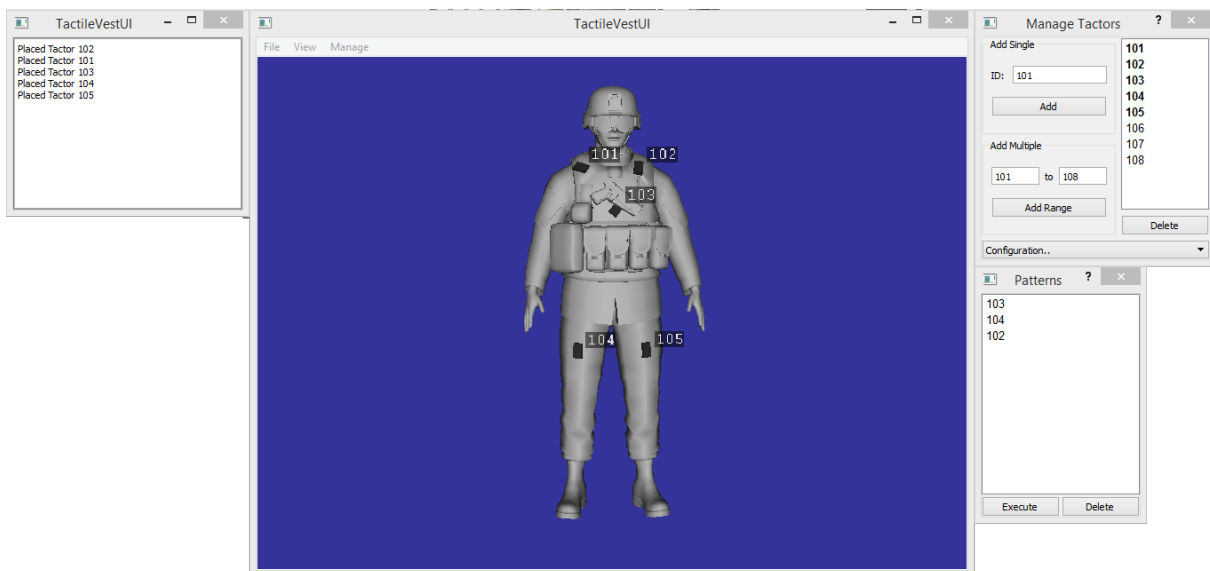 TactileVestUI
Placed Tactor 102
Placed Tactor 101
Placed Tactor 103
Placed Tactor 104
Placed Tactor 105
TactileVestUI
File View Manage
101 102
103
104 105
Manage Tactors ?
Add Single
ID: 101
Add
Add Multiple
101 to 108
Add Range
101
102
103
104
105
106
107
108
Delete
Configuration..
Patterns ?
103
104
102
Execute Delete